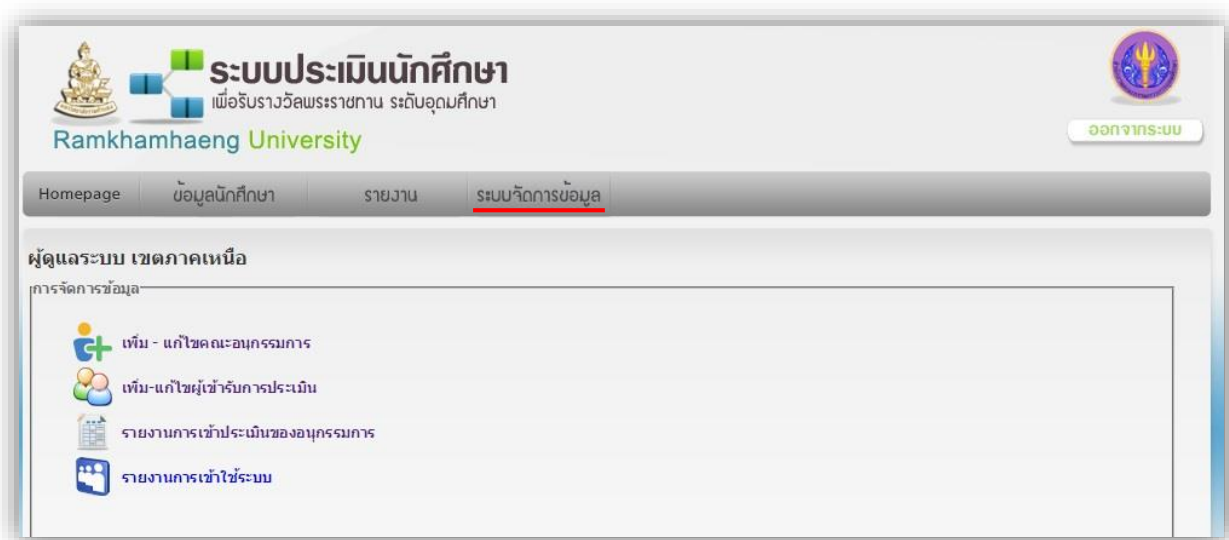 ระบบประเมินนักศึกษา
เพื่อรับรางวัลพระราชทาน ระดับอุดมศึกษา
Ramkhamhaeng University
ออกจากระบบ
Homepage ข้อมูลนักศึกษา รายงาน ระบบจัดการข้อมูล
ผู้ดูแลระบบ เขตภาคเหนือ
การจัดการข้อมูล
เพิ่ม - แก้ไขคณะอนุกรรมการ
เพิ่ม-แก้ไขผู้เข้ารับการประเมิน
รายงานการเข้าประเมินของอนุกรรมการ
รายงานการเข้าใช้ระบบ